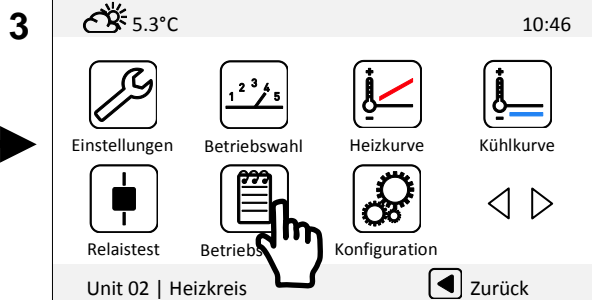 3
5.3°C 10:46
1 2 3 4 5
Einstellungen Betriebswahl Heizkurve Kühlkurve
Relaistest Betriebs Konfiguration
Unit 02 | Heizkreis Zurück